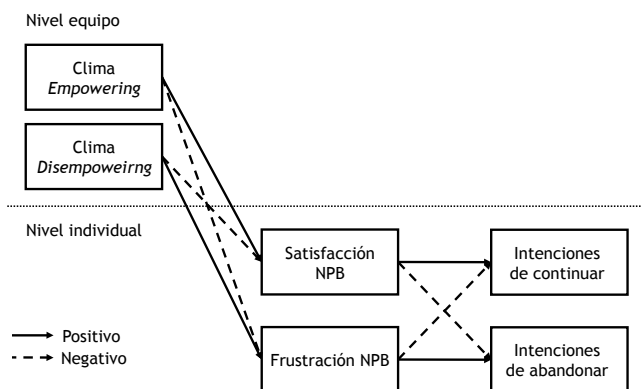 Nivel equipo
Clima
Empowering
Clima
Disempoweirng
Nivel individual
Satisfacción
NPB
Intenciones
de continuar
Positivo
Negativo
Frustración NPB
Intenciones
de abandonar